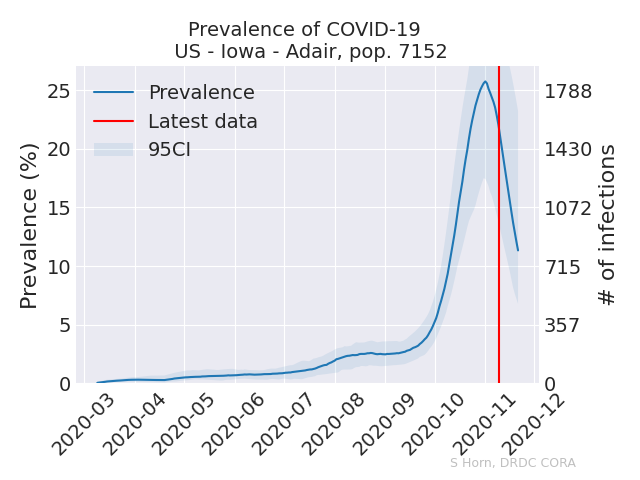 Prevalence of COVID-19
US - Iowa - Adair, pop. 7152
Prevalence
Latest data
95CI
Prevalence (%)
25
20
15
10
5
0
1788
1430
1072
715
357
0
# of infections
2020-03
2020-04
2020-05
2020-06
2020-07
2020-08
2020-09
2020-10
2020-11
2020-12
S Horn, DRDC CORA